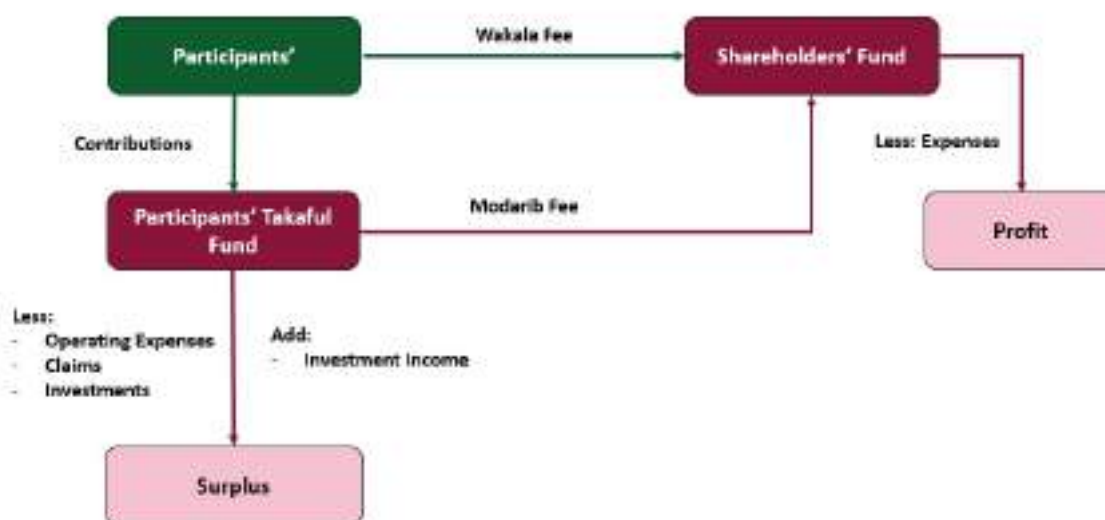 Participants'
Wakala Fee
Shareholders' Fund
Contributions
Less: Expenses
Participants' Takaful
Fund
Modarib Fee
Profit
Less:
- Operating Expenses
- Claims
- Investments
Add:
- Investment Income
Surplus